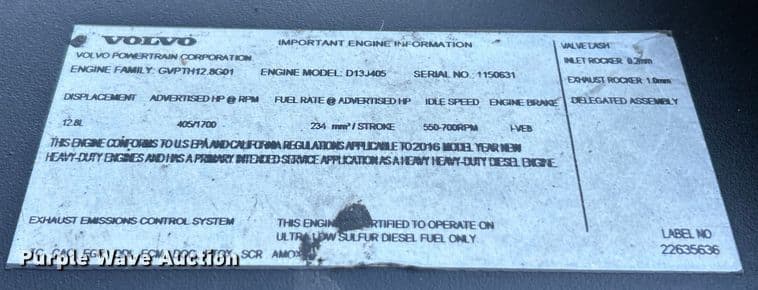 VOLVO IMPORTANT ENGINE INFORMATION VALVE LASH
VOLVO POWERTRAIN CORPORATION
INLET ROCKER 0.2mm
ENGINE FAMILY: GVPTH12.8G01 ENGINE MODEL: D13J405 SERIAL NO.: 1150631
EXHAUST ROCKER 1.0mm
DISPLACEMENT ADVERTISED HP @ RPM FUEL RATE @ ADVERTISED HP IDLE SPEED ENGINE BRAKE DELEGATED ASSEMBLY
12.8L 405/1700 234 mm³ / STROKE 550-700RPM I-VEB
THIS ENGINE CONFORMS TO U.S EPA AND CALIFORNIA REGULATIONS APPLICABLE TO 2016 MODEL YEAR NEW
HEAVY-DUTY ENGINES AND HAS A PRIMARY INTENDED SERVICE APPLICATION AS A HEAVY HEAVY-DUTY DIESEL ENGINE.
EXHAUST EMISSIONS CONTROL SYSTEM THIS ENGINE CERTIFIED TO OPERATE ON
ULTRA LOW SULFUR DIESEL FUEL ONLY
LABEL NO
22635636
SCR AMOX
Purple Wave Auction